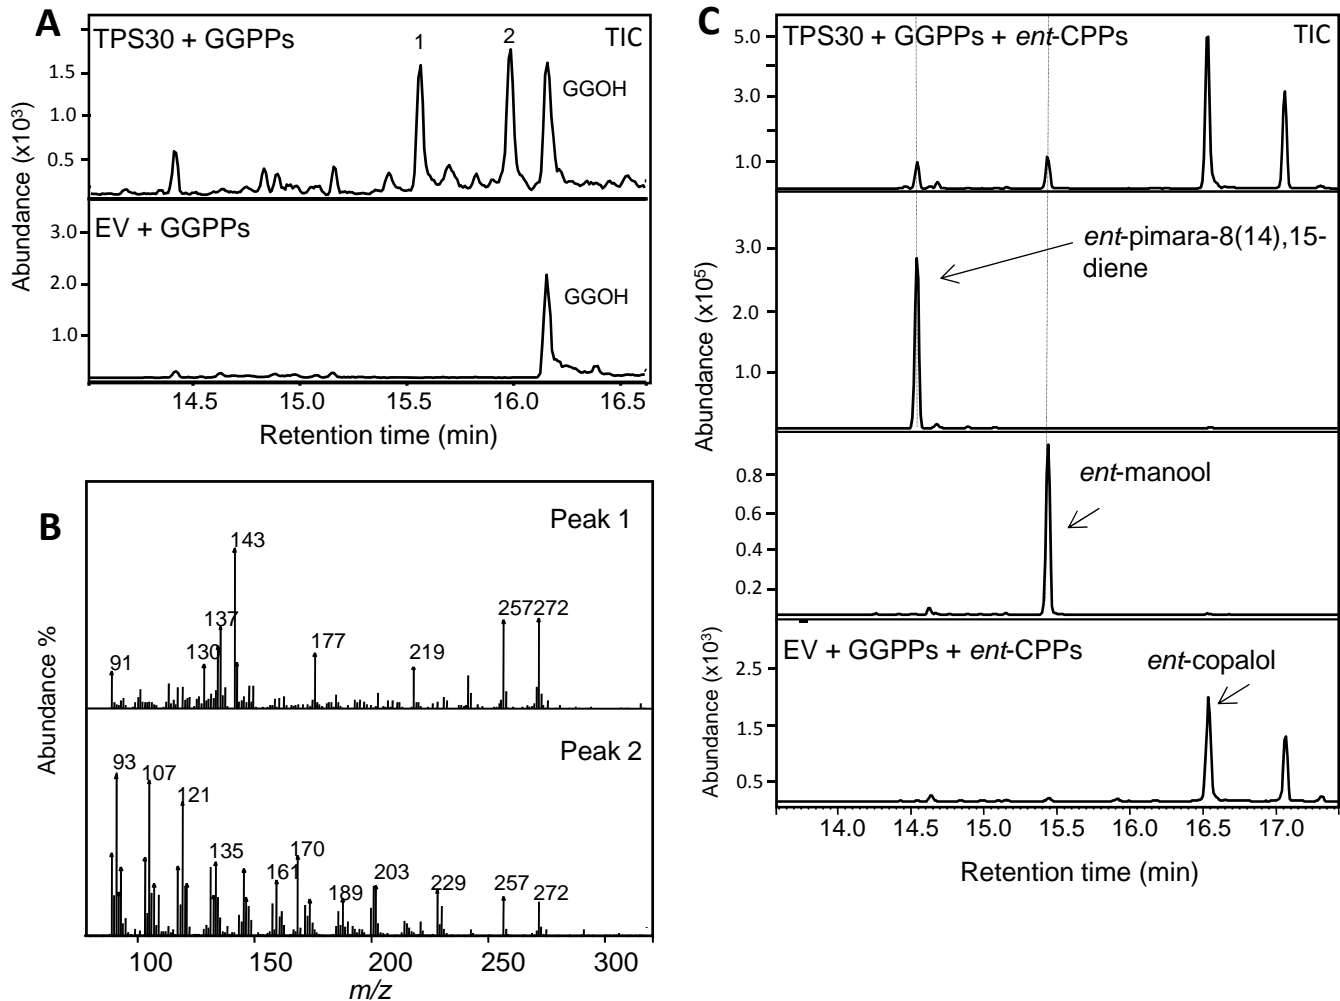 A
TPS30 + GGPPs
TIC
1
2
GGOH
1.5
1.0
0.5
EV + GGPPs
GGOH
3.0
2.0
1.0
Abundance (x10³)
14.5 15.0 15.5 16.0 16.5
Retention time (min)
B
Peak 1
91 130 137 143 177 219 257 272
Peak 2
93 107 121 135 161 170 189 203 229 257 272
Abundance %
100 150 200 250 300
m/z
C
TPS30 + GGPPs + ent-CPPs
TIC
5.0
3.0
1.0
ent-pimara-8(14),15-
diene
3.0
2.0
1.0
Abundance (x10⁵)
ent-manool
0.8
0.6
0.4
0.2
EV + GGPPs + ent-CPPs
ent-copalol
2.5
1.5
0.5
Abundance (x10³)
14.0 14.5 15.0 15.5 16.0 16.5 17.0
Retention time (min)